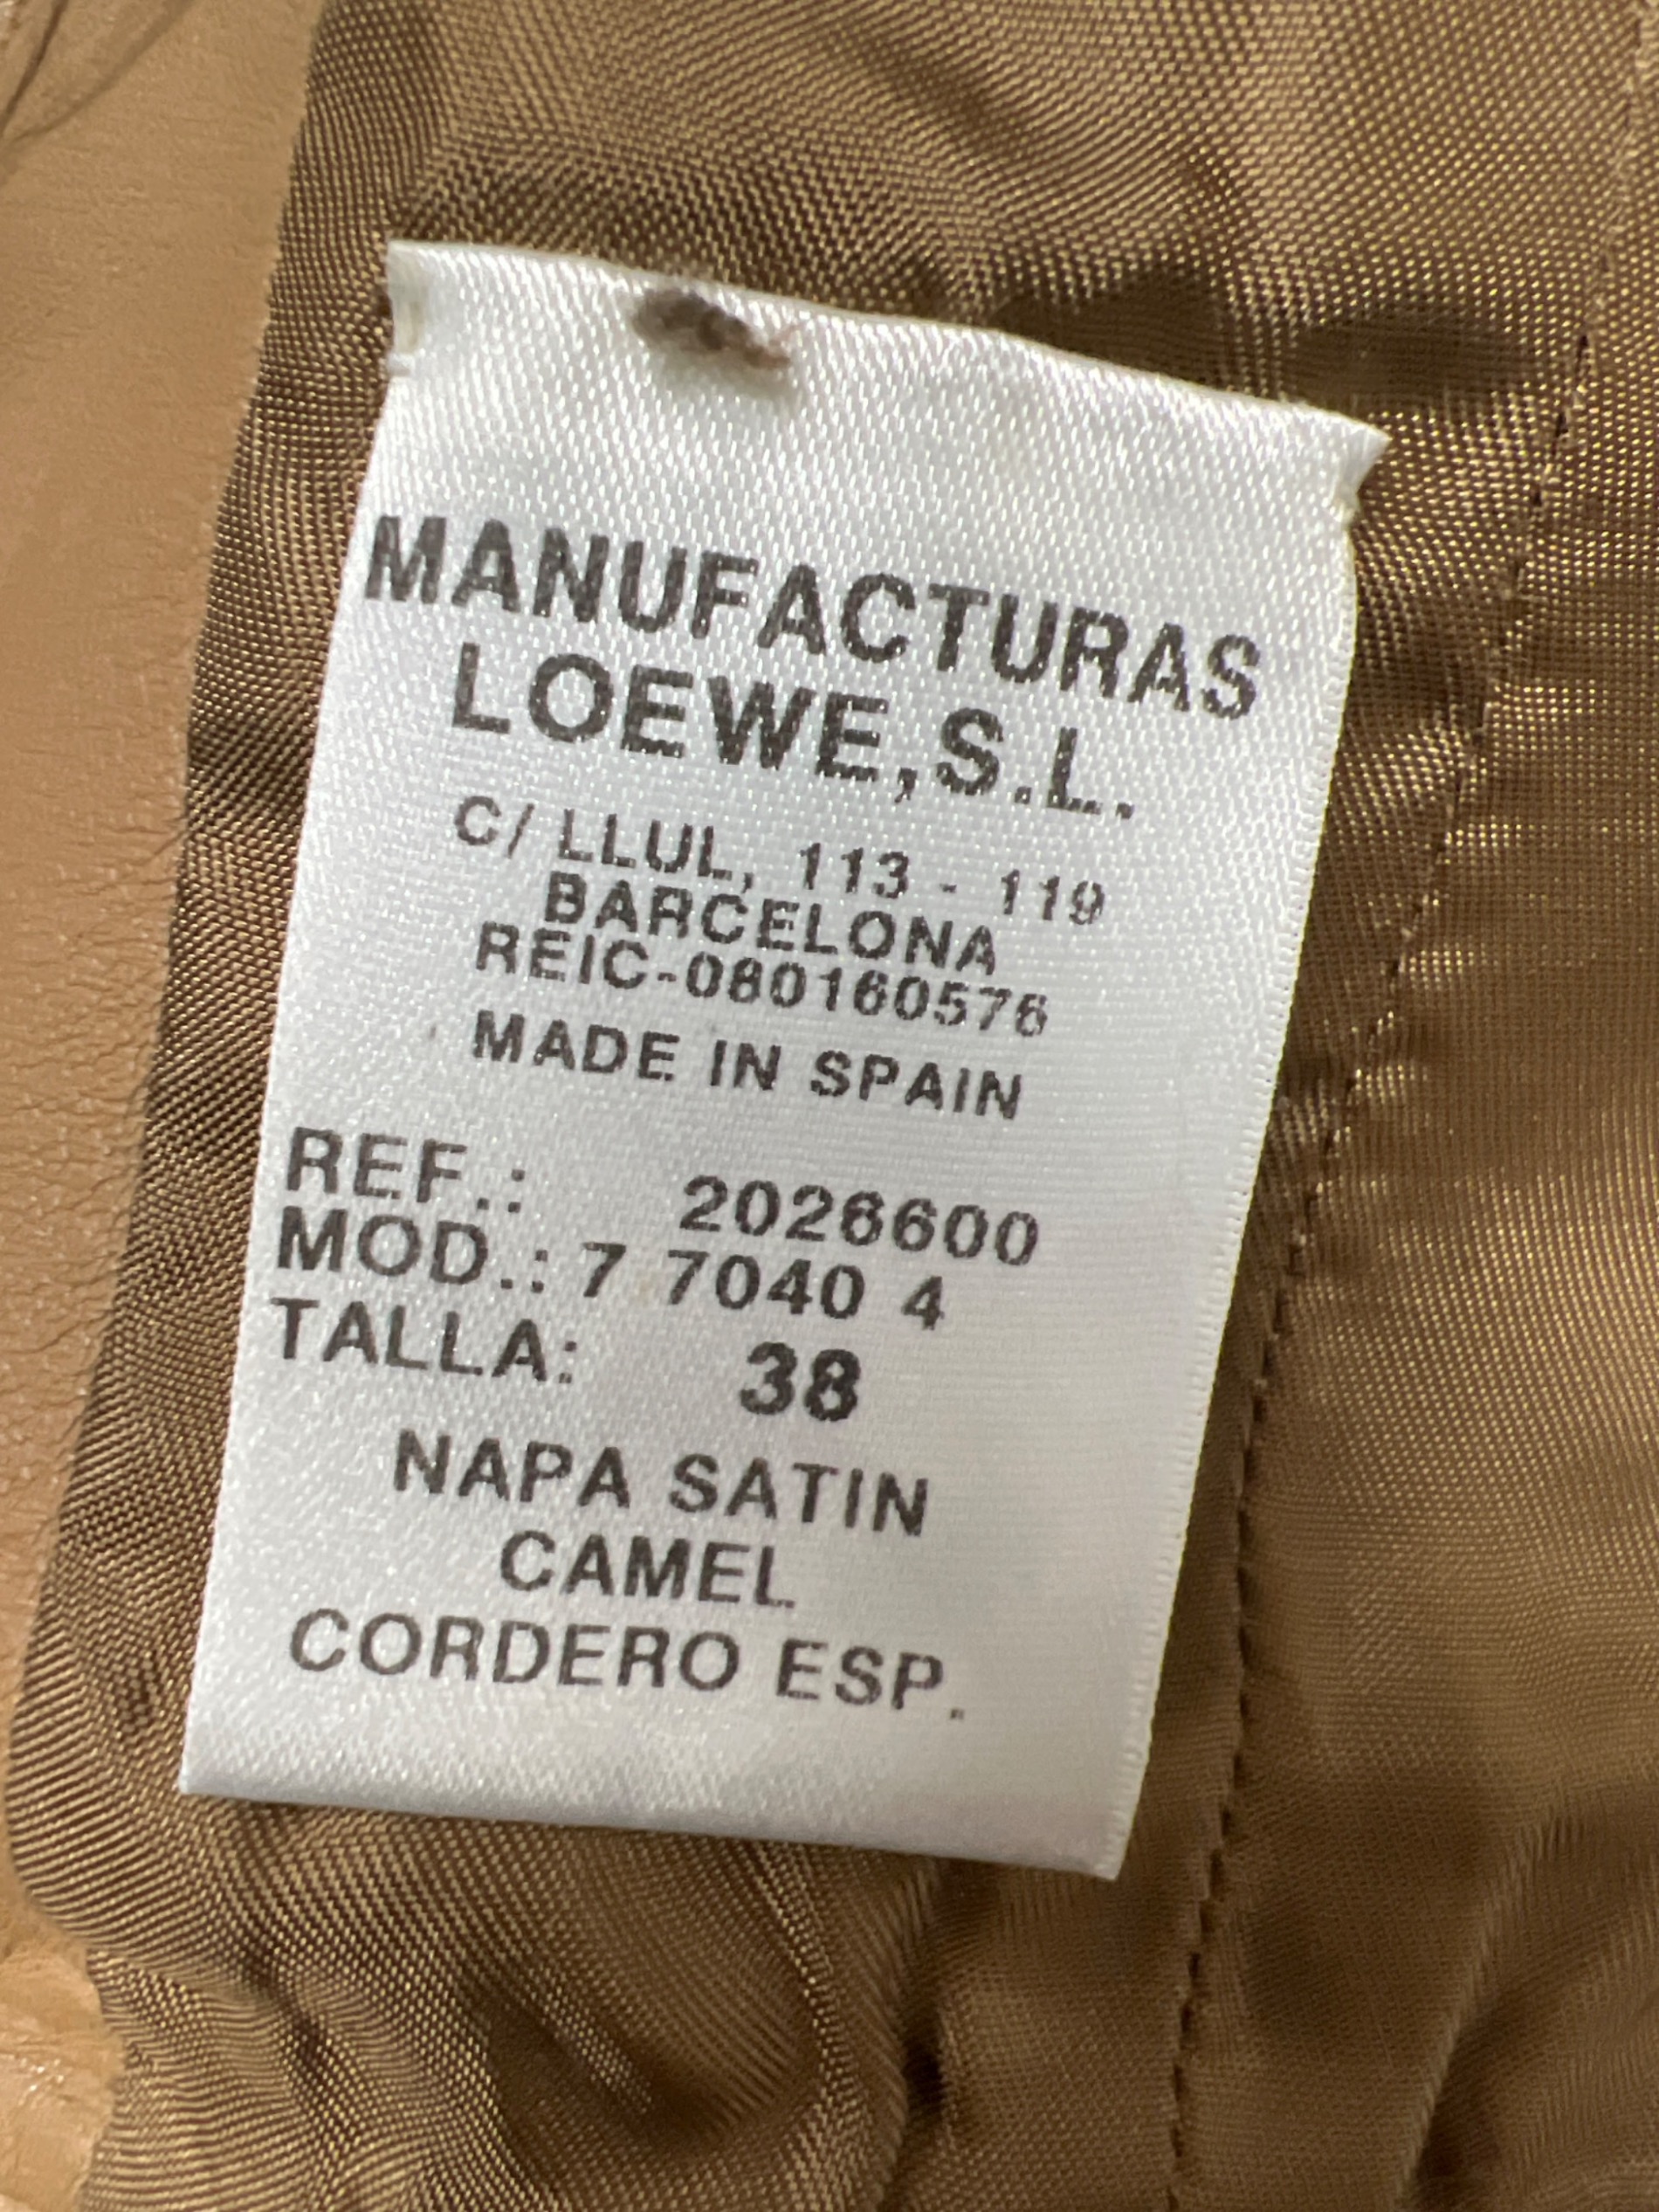 MANUFACTURAS
LOEWE,S.L.
C/ LLUL, 113 - 119
BARCELONA
REIC-080160576
MADE IN SPAIN
REF.: 2026600
MOD.: 7 7040 4
TALLA: 38
NAPA SATIN
CAMEL
CORDERO ESP.